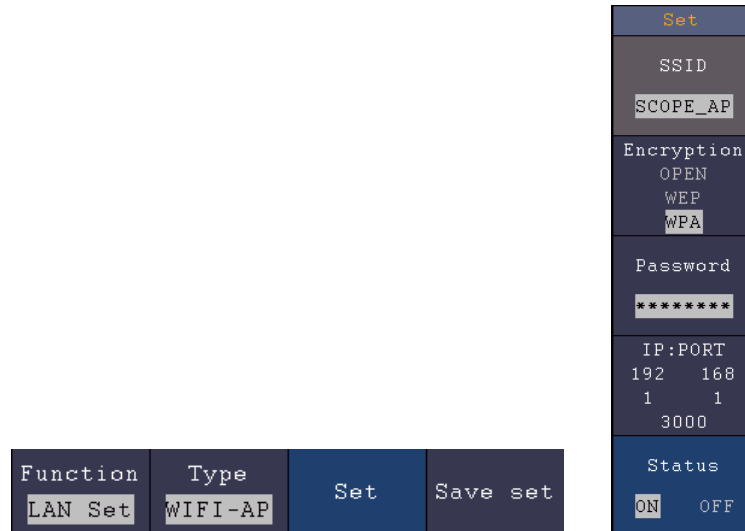 Set
SSID
SCOPE_AP
Encryption
OPEN
WEP
WPA
Password
********
IP:PORT
192 168
1 1
3000
Status
ON OFF
Function
LAN Set
Type
WIFI-AP
Set
Save set